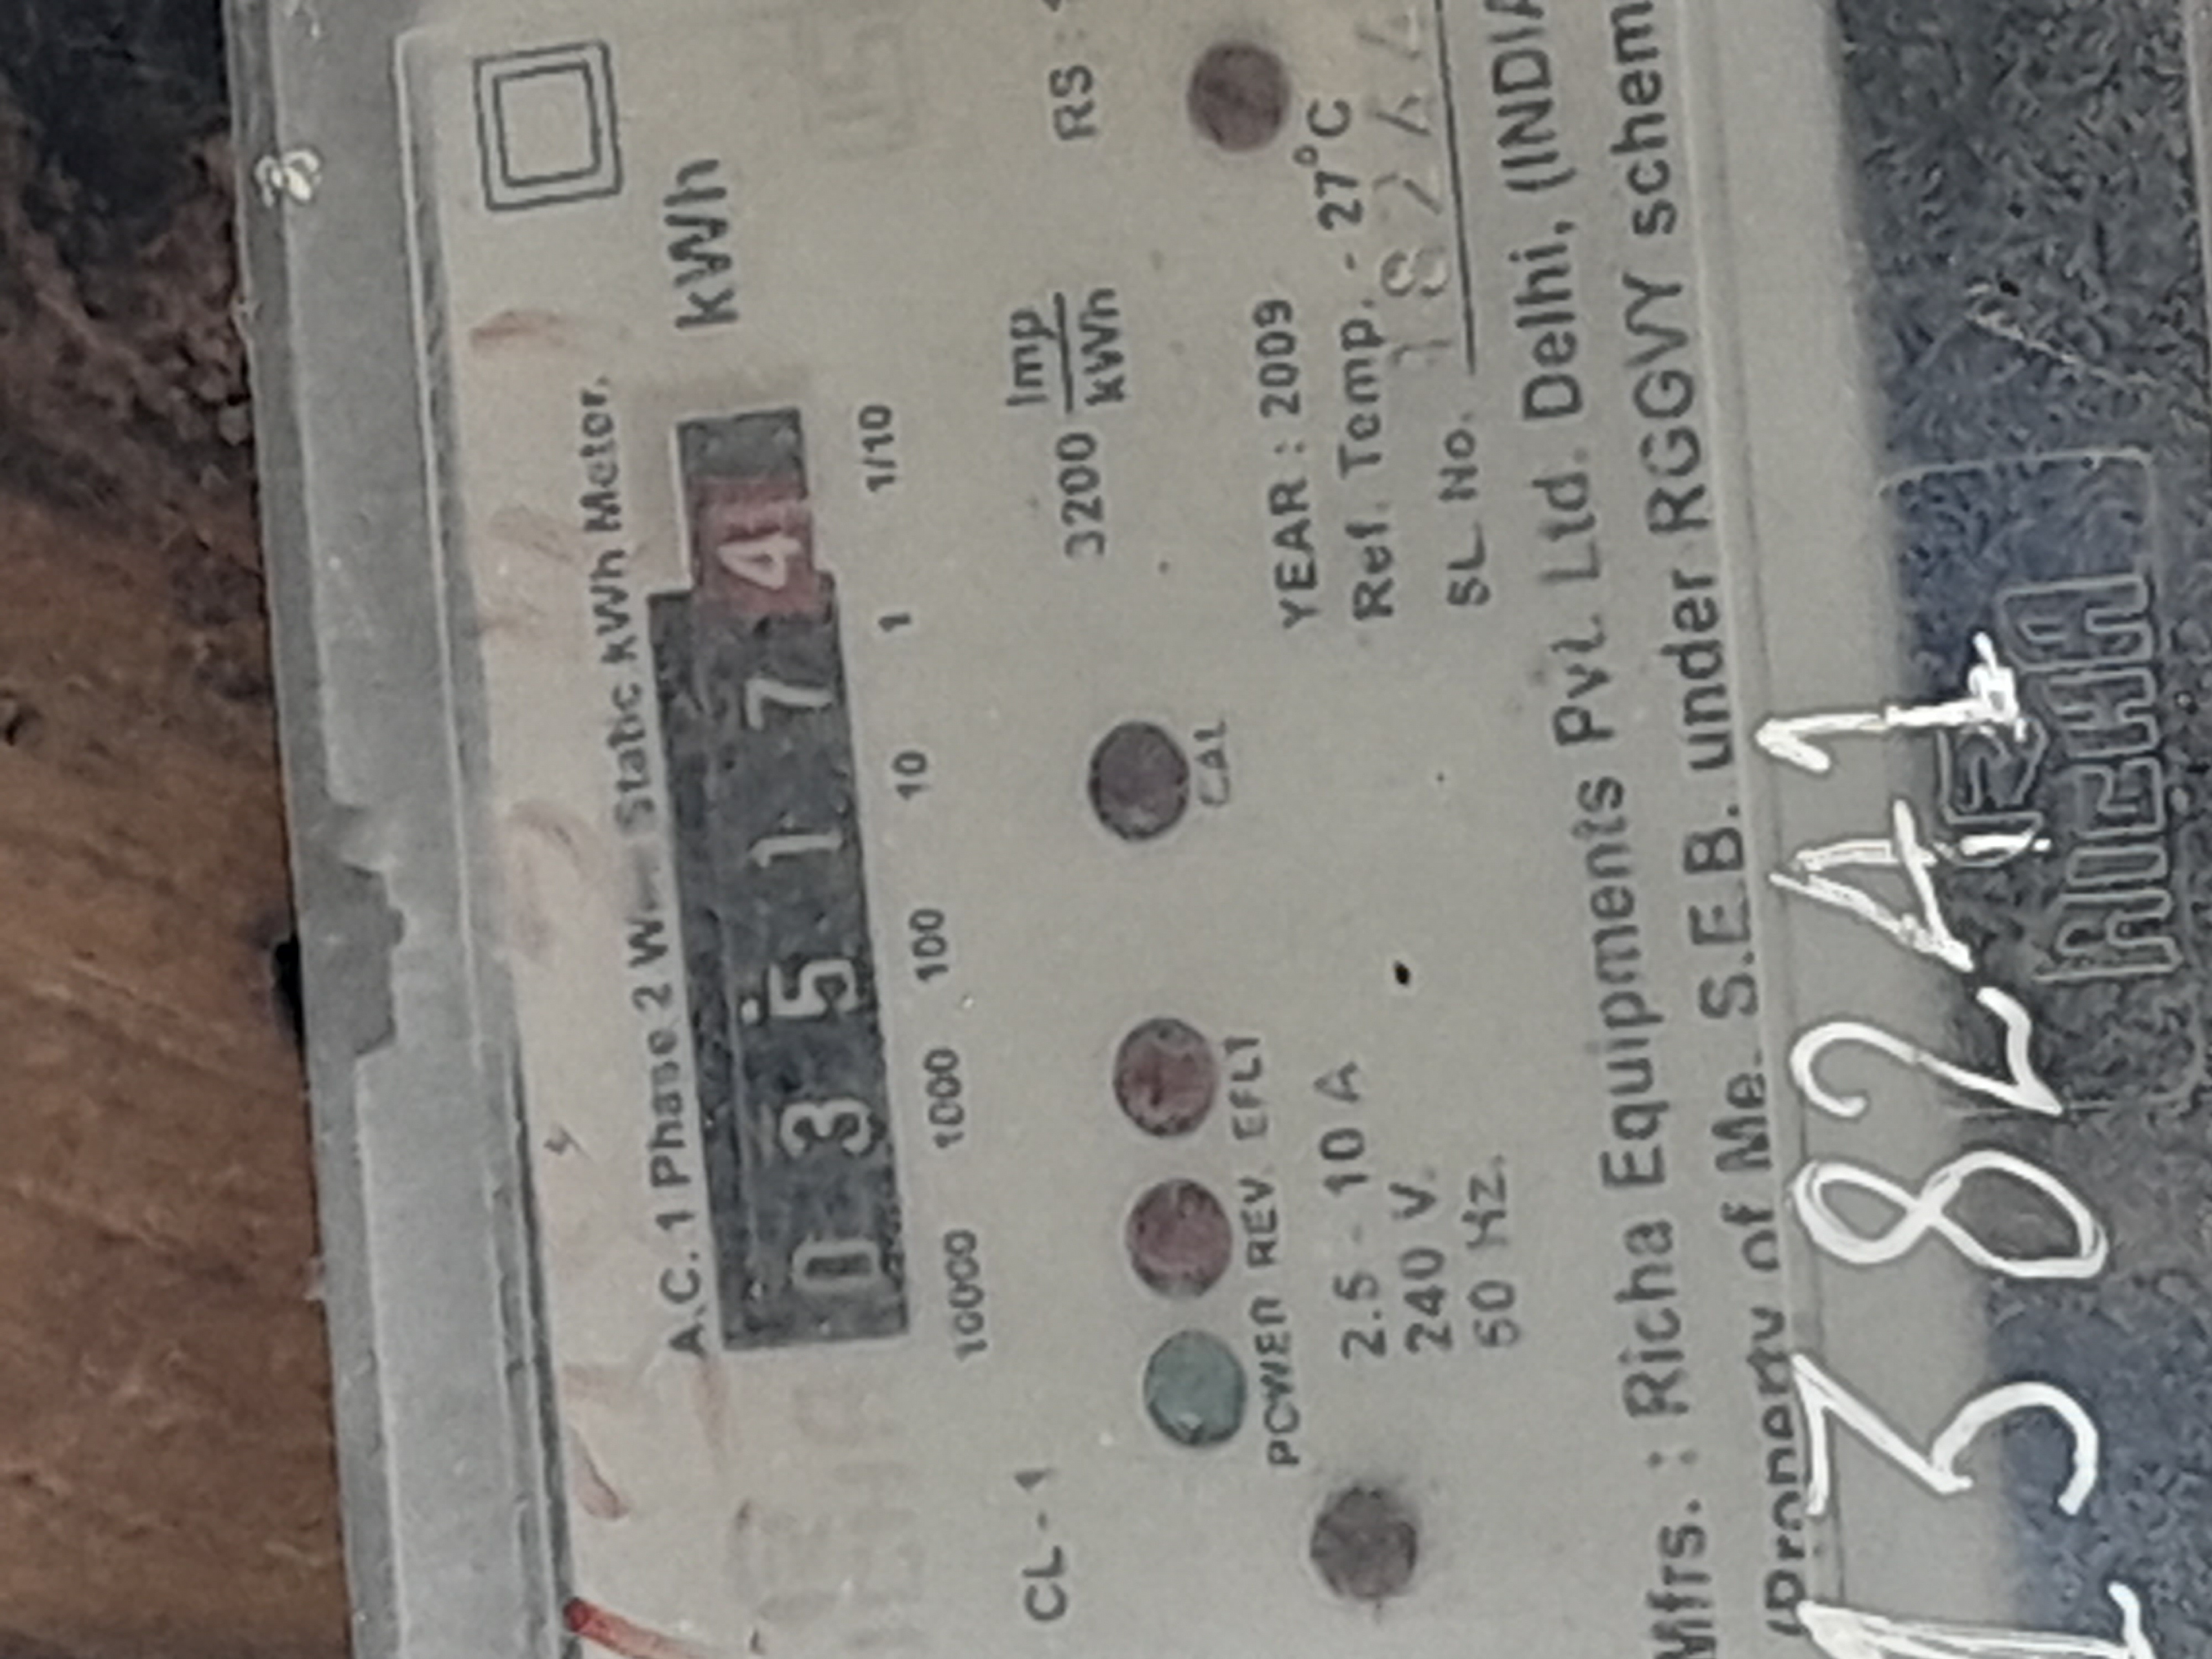 A.C. 1 Phase 2 W Static kWh Meter.
0 3 5 1 7 4 kWh
10000 1000 100 10 1 1/10
CL - 1
3200 Imp
kWh
RS :
POWER REV. EFLT
CAL
2.5 - 10 A
240 V.
50 Hz.
YEAR : 2009
Ref. Temp. - 27°C
SL. No.
Mfrs. : Richa Equipments Pvt. Ltd. Delhi, (INDIA
(Property of Me. S.E.B. under RGGVY schem
1382A1
RICHA